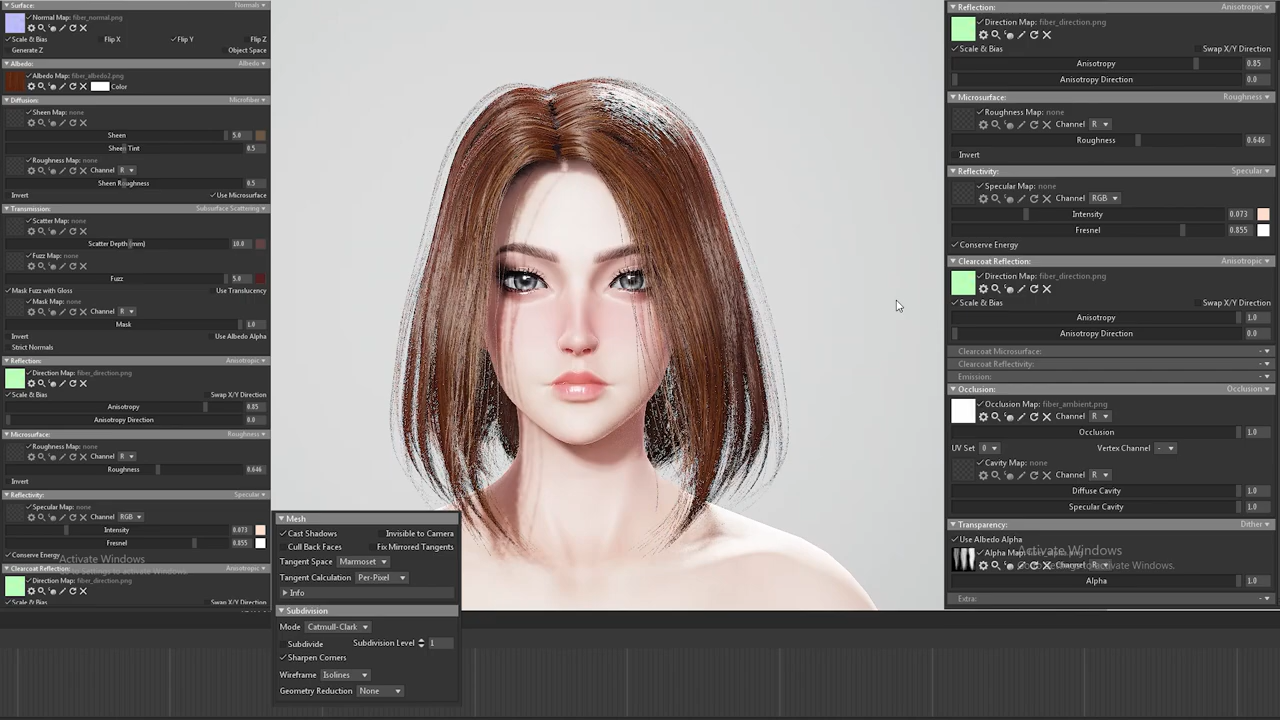 Surface: Normals
Normal Map: fiber_normal.png
Scale & Bias Flip X Flip Y Flip Z
Generate Z Object Space
Albedo: Albedo
Albedo Map: fiber_albedo2.png
Color
Diffusion: Microfiber
Sheen Map: none
Sheen 5.0
Sheen Tint 0.5
Roughness Map: none
Channel R
Sheen Roughness 0.5
Invert Use Microsurface
Transmission: Subsurface Scattering
Scatter Map: none
Scatter Depth (mm) 10.0
Fuzz Map: none
Fuzz 5.0
Mask Fuzz with Gloss Use Translucency
Mask Map: none
Channel R
Mask 1.0
Invert Use Albedo Alpha
Strict Normals
Reflection: Anisotropic
Direction Map: fiber_direction.png
Scale & Bias Swap X/Y Direction
Anisotropy 0.85
Anisotropy Direction 0.0
Microsurface: Roughness
Roughness Map: none
Channel R
Roughness 0.646
Invert
Reflectivity: Specular
Specular Map: none
Channel RGB
Intensity 0.073
Fresnel 0.855
Conserve Energy
Activate Windows
Clearcoat Reflection: Anisotropic
Direction Map: fiber_direction.png
Scale & Bias Swap X/Y Direction
Mesh
Cast Shadows Invisible to Camera
Cull Back Faces Fix Mirrored Tangents
Tangent Space Marmoset
Tangent Calculation Per-Pixel
Info
Subdivision
Mode Catmull-Clark
Subdivide Subdivision Level 1
Sharpen Corners
Wireframe Isolines
Geometry Reduction None
Reflection: Anisotropic
Direction Map: fiber_direction.png
Scale & Bias Swap X/Y Direction
Anisotropy 0.85
Anisotropy Direction 0.0
Microsurface: Roughness
Roughness Map: none
Channel R
Roughness 0.646
Invert
Reflectivity: Specular
Specular Map: none
Channel RGB
Intensity 0.073
Fresnel 0.855
Conserve Energy
Clearcoat Reflection: Anisotropic
Direction Map: fiber_direction.png
Scale & Bias Swap X/Y Direction
Anisotropy 1.0
Anisotropy Direction 0.0
Clearcoat Microsurface: -
Clearcoat Reflectivity: -
Emission: -
Occlusion: Occlusion
Occlusion Map: fiber_ambient.png
Channel R
Occlusion 1.0
UV Set 0 Vertex Channel -
Cavity Map: none
Channel R
Diffuse Cavity 1.0
Specular Cavity 1.0
Transparency: Dither
Use Albedo Alpha
Activate Windows
Alpha Map:
Channel R
Alpha 1.0
Extra: -